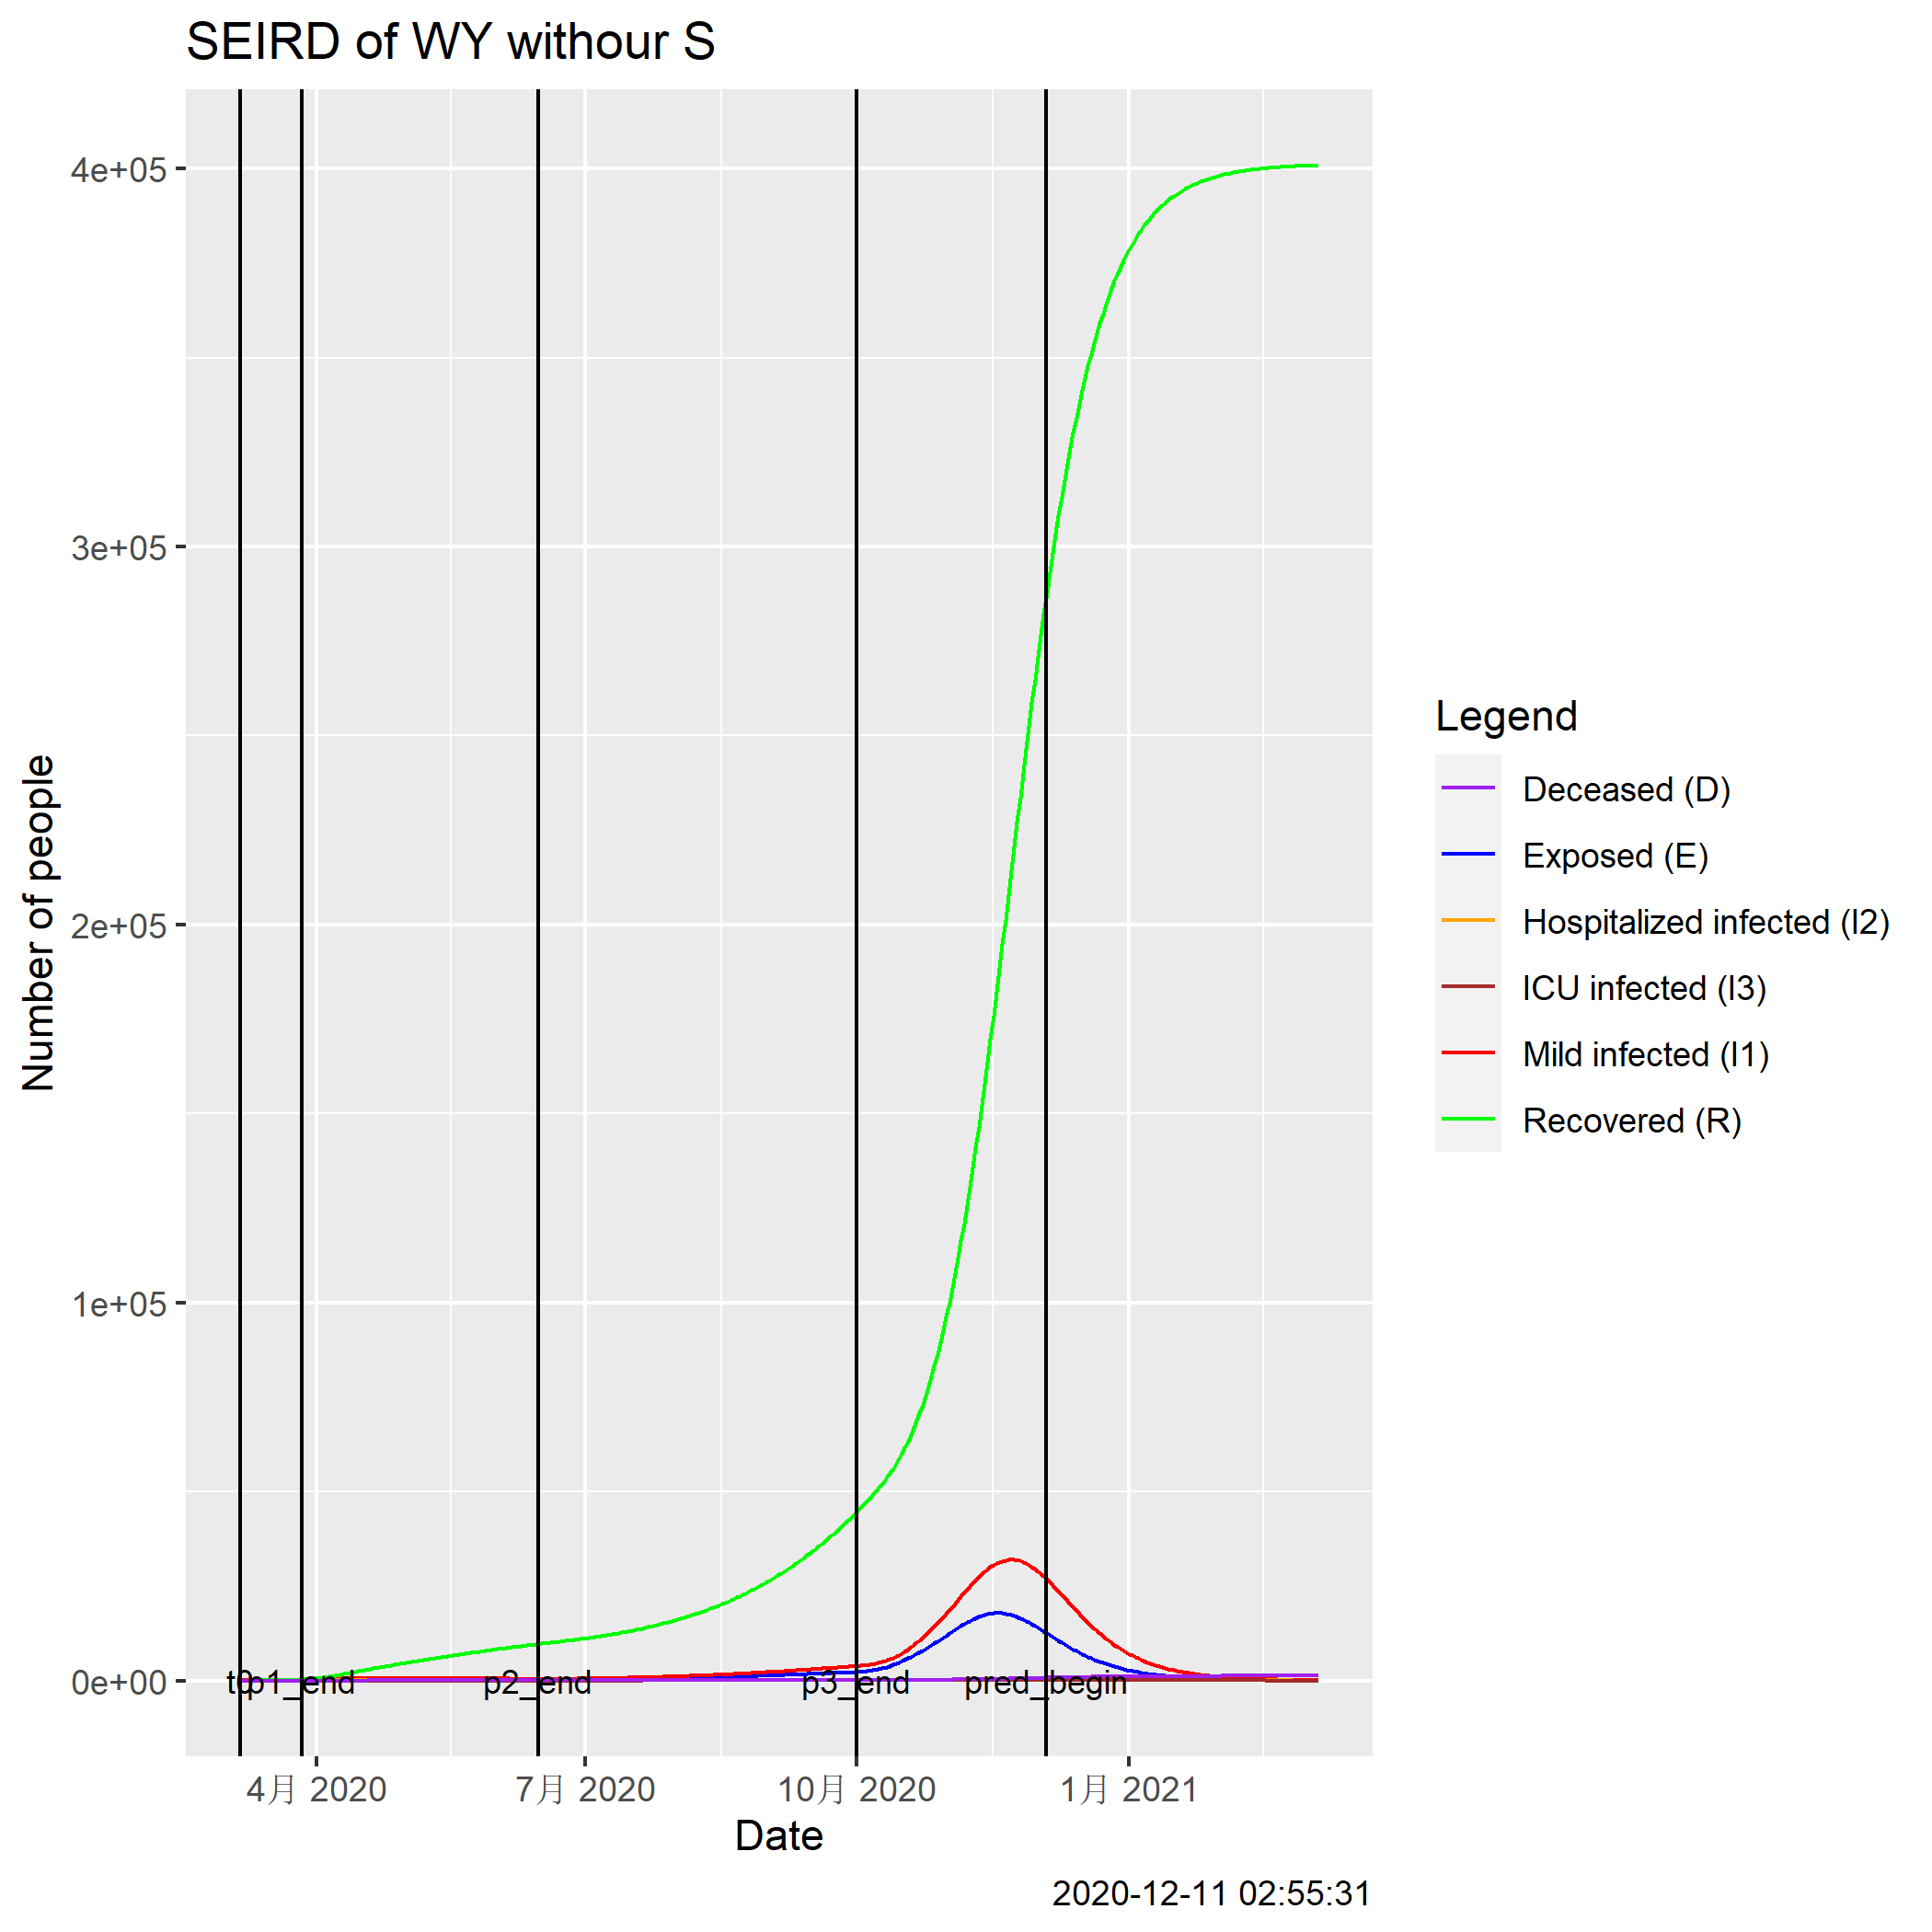 SEIRD of WY withour S
4e+05
3e+05
2e+05
1e+05
0e+00
Number of people
t0
p1_end
p2_end
p3_end
pred_begin
4月 2020
7月 2020
10月 2020
1月 2021
Date
Legend
Deceased (D)
Exposed (E)
Hospitalized infected (I2)
ICU infected (I3)
Mild infected (I1)
Recovered (R)
2020-12-11 02:55:31